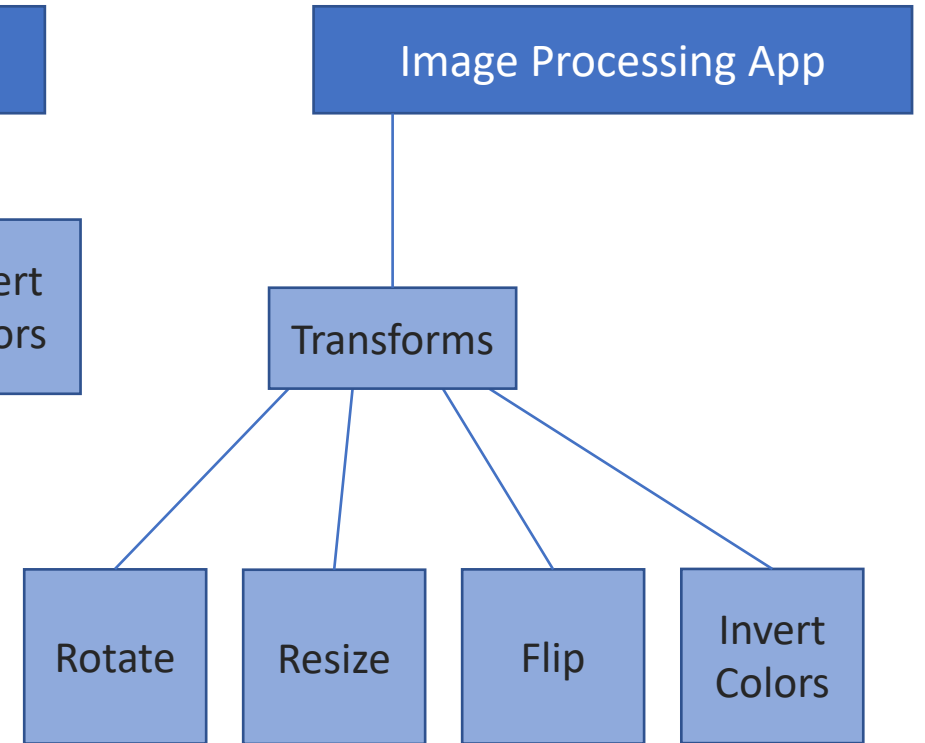 Image Processing App
Transforms
Rotate
Resize
Flip
Invert
Colors